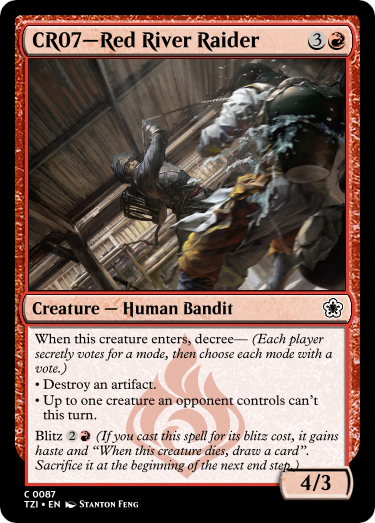 CR07—Red River Raider 3
Creature — Human Bandit
When this creature enters, decree— (Each player
secretly votes for a mode, then choose each mode with a
vote.)
• Destroy an artifact.
• Up to one creature an opponent controls can't
this turn.
Blitz 2 (If you cast this spell for its blitz cost, it gains
haste and “When this creature dies, draw a card”.
Sacrifice it at the beginning of the next end step.)
4/3
C 0087
TZI • EN Stanton Feng